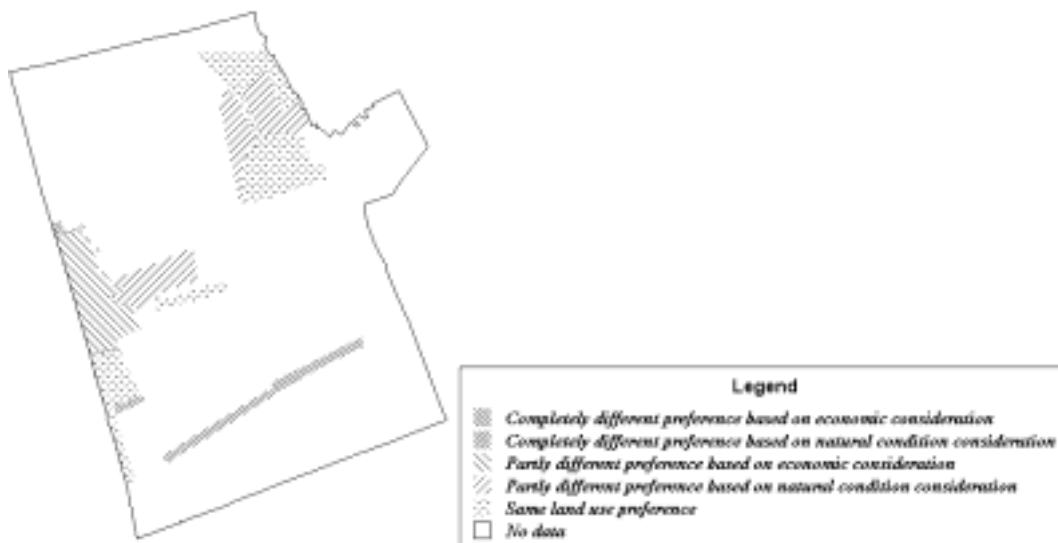 Legend
Completely different preference based on economic consideration
Completely different preference based on natural condition consideration
Partly different preference based on economic consideration
Partly different preference based on natural condition consideration
Same land use preference
No data